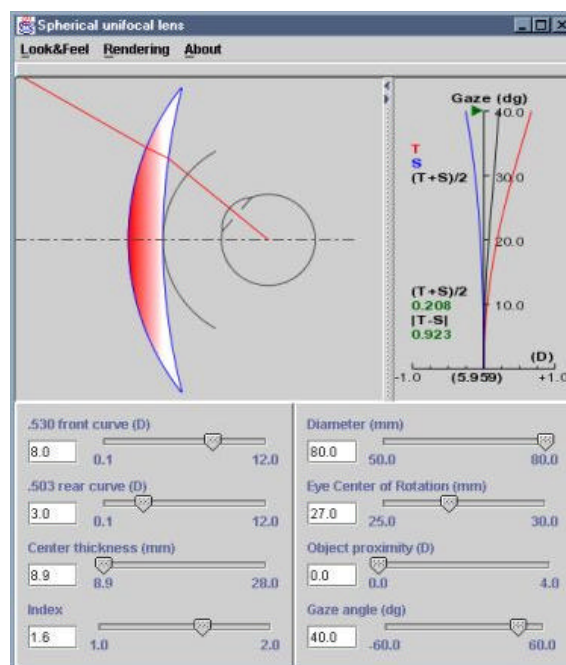 Spherical unifocal lens
Look&Feel Rendering About
Gaze (dg)
40.0
T
S
(T+S)/2
30.0
20.0
(T+S)/2
0.208
|T-S|
0.923
10.0
(D)
-1.0 (5.959) +1.0
.530 front curve (D)
8.0
0.1 12.0
.503 rear curve (D)
3.0
0.1 12.0
Center thickness (mm)
8.9
8.9 28.0
Index
1.6
1.0 2.0
Diameter (mm)
80.0
50.0 80.0
Eye Center of Rotation (mm)
27.0
25.0 30.0
Object proximity (D)
0.0
0.0 4.0
Gaze angle (dg)
40.0
-60.0 60.0